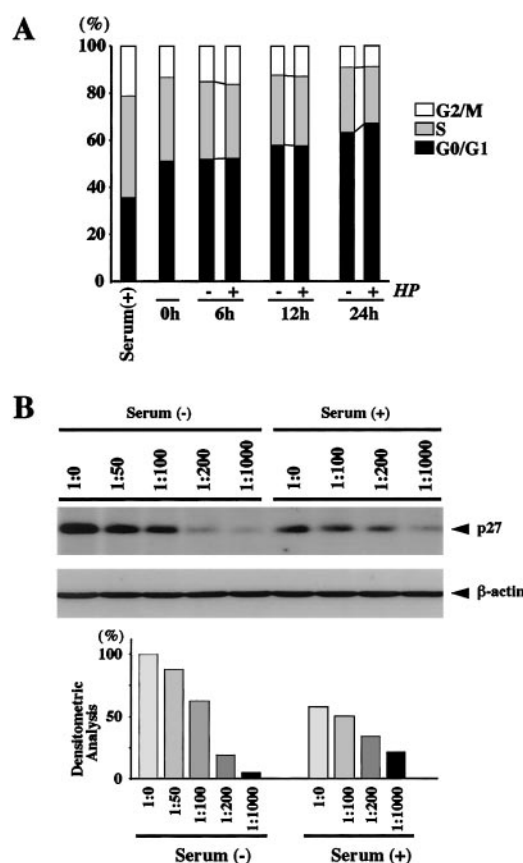 A
(%)
100
80
60
40
20
0
G2/M
S
G0/G1
Serum(+)
- + - + - + HP
0h 6h 12h 24h
B
Serum (-) Serum (+)
1:0 1:50 1:100 1:200 1:1000 1:0 1:100 1:200 1:1000
p27
β-actin
(%)
100
50
0
Densitometric
Analysis
1:0 1:50 1:100 1:200 1:1000 1:0 1:100 1:200 1:1000
Serum (-) Serum (+)